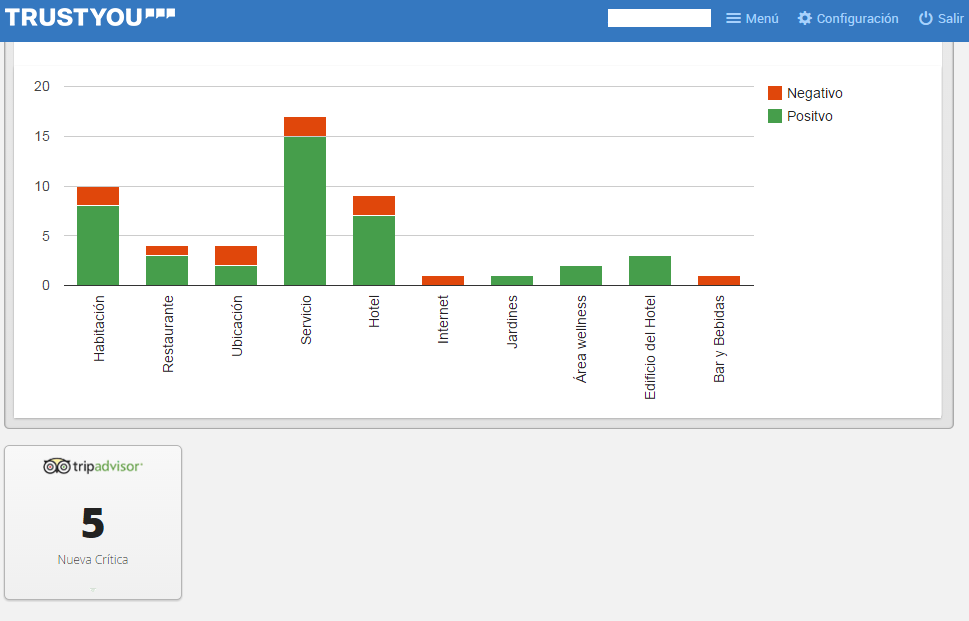 TRUSTYOU
Menú
Configuración
Salir
20
15
10
5
0
Negativo
Positvo
Habitación
Restaurante
Ubicación
Servicio
Hotel
Internet
Jardines
Área wellness
Edificio del Hotel
Bar y Bebidas
tripadvisor
5
Nueva Crítica